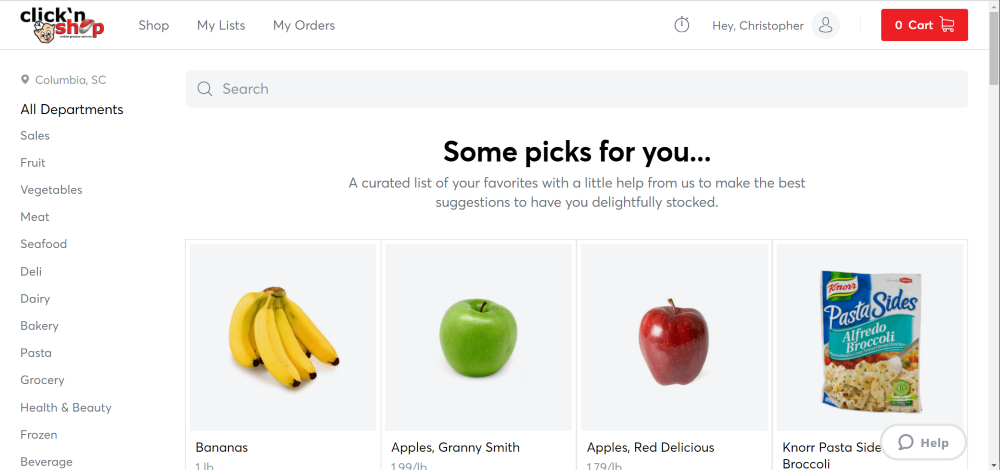 click'n
shop
Shop
My Lists
My Orders
Hey, Christopher
0 Cart
Columbia, SC
Search
All Departments
Sales
Fruit
Vegetables
Meat
Seafood
Deli
Dairy
Bakery
Pasta
Grocery
Health & Beauty
Frozen
Beverage
Some picks for you...
A curated list of your favorites with a little help from us to make the best
suggestions to have you delightfully stocked.
Knorr
Pasta Sides
Alfredo
Broccoli
Bananas
1 lb
Apples, Granny Smith
1.99/lb
Apples, Red Delicious
1.79/lb
Knorr Pasta Side
Broccoli
Help